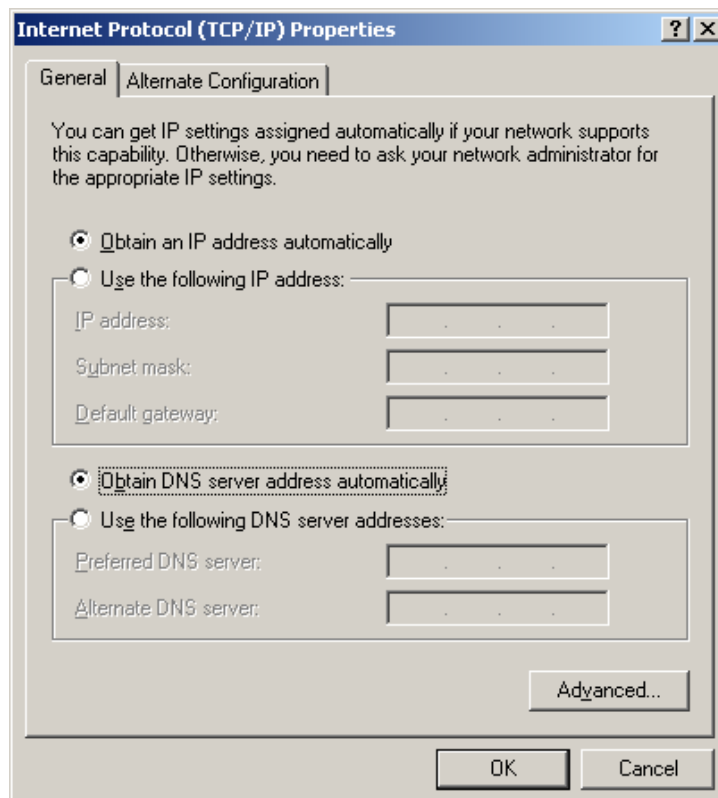 Internet Protocol (TCP/IP) Properties
General
Alternate Configuration
You can get IP settings assigned automatically if your network supports
this capability. Otherwise, you need to ask your network administrator for
the appropriate IP settings.
Obtain an IP address automatically
Use the following IP address:
IP address:
Subnet mask:
Default gateway:
Obtain DNS server address automatically
Use the following DNS server addresses:
Preferred DNS server:
Alternate DNS server:
Advanced...
OK
Cancel